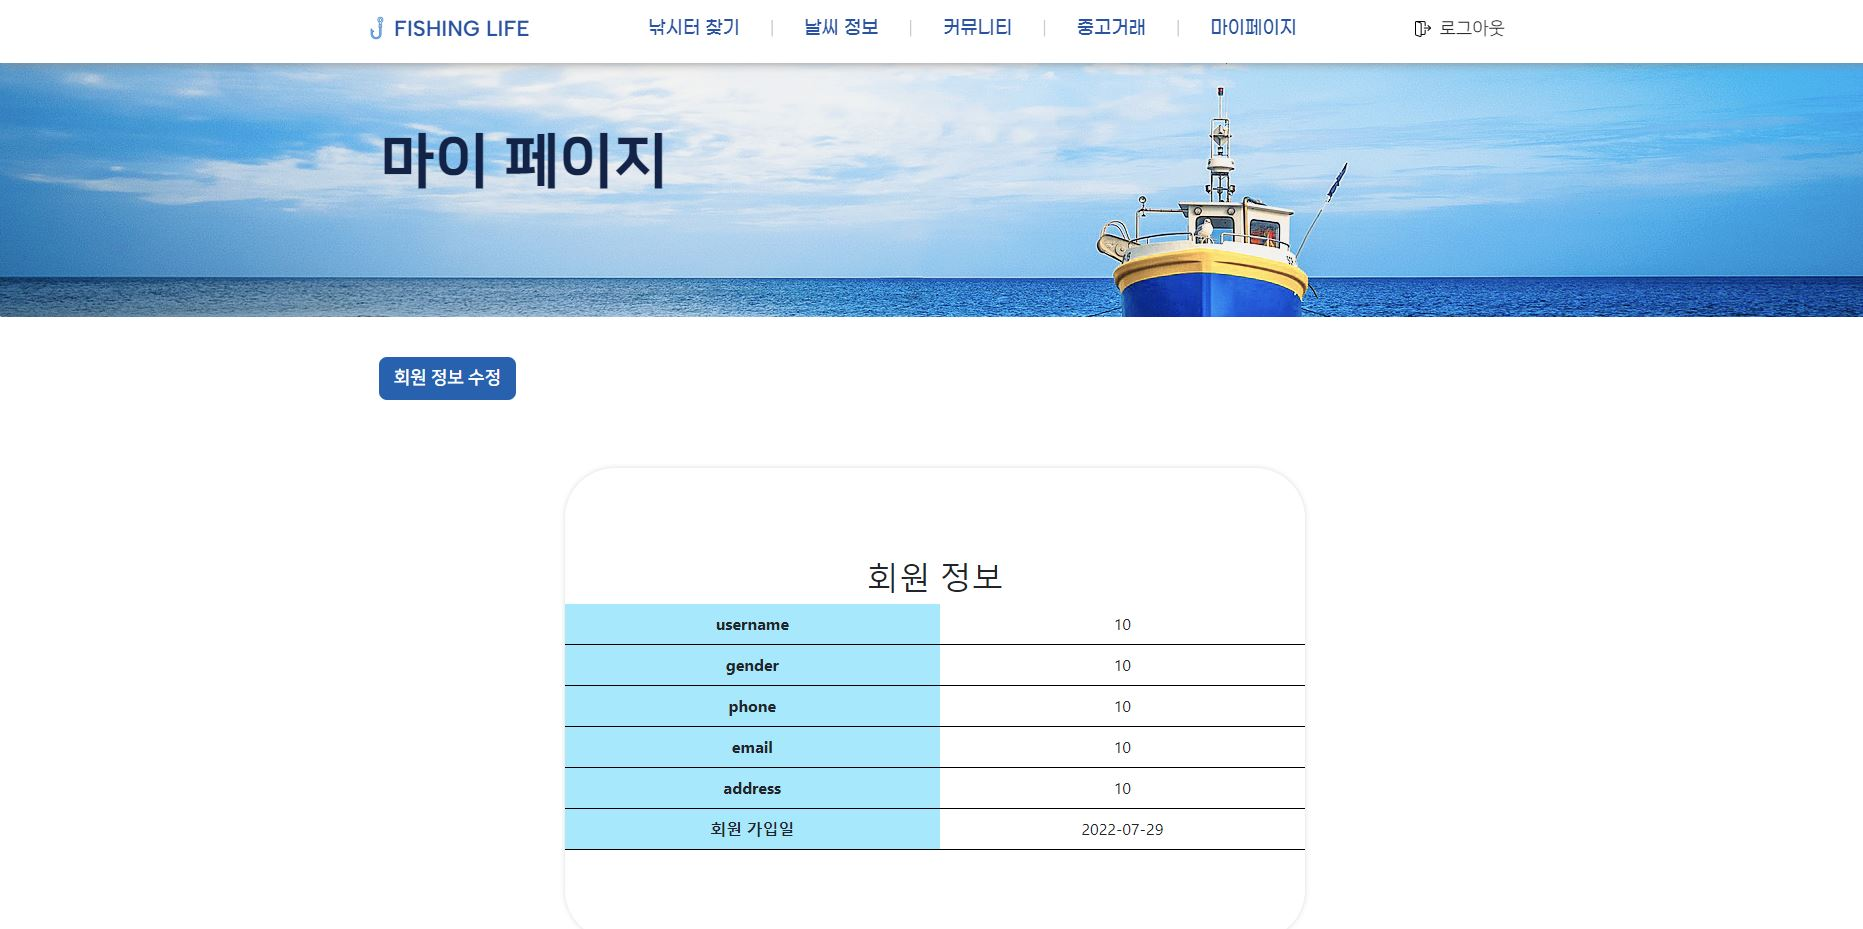 FISHING LIFE
낚시터 찾기 | 날씨 정보 | 커뮤니티 | 중고거래 | 마이페이지
로그아웃
마이 페이지
회원 정보 수정
회원 정보
username 10
gender 10
phone 10
email 10
address 10
회원 가입일 2022-07-29